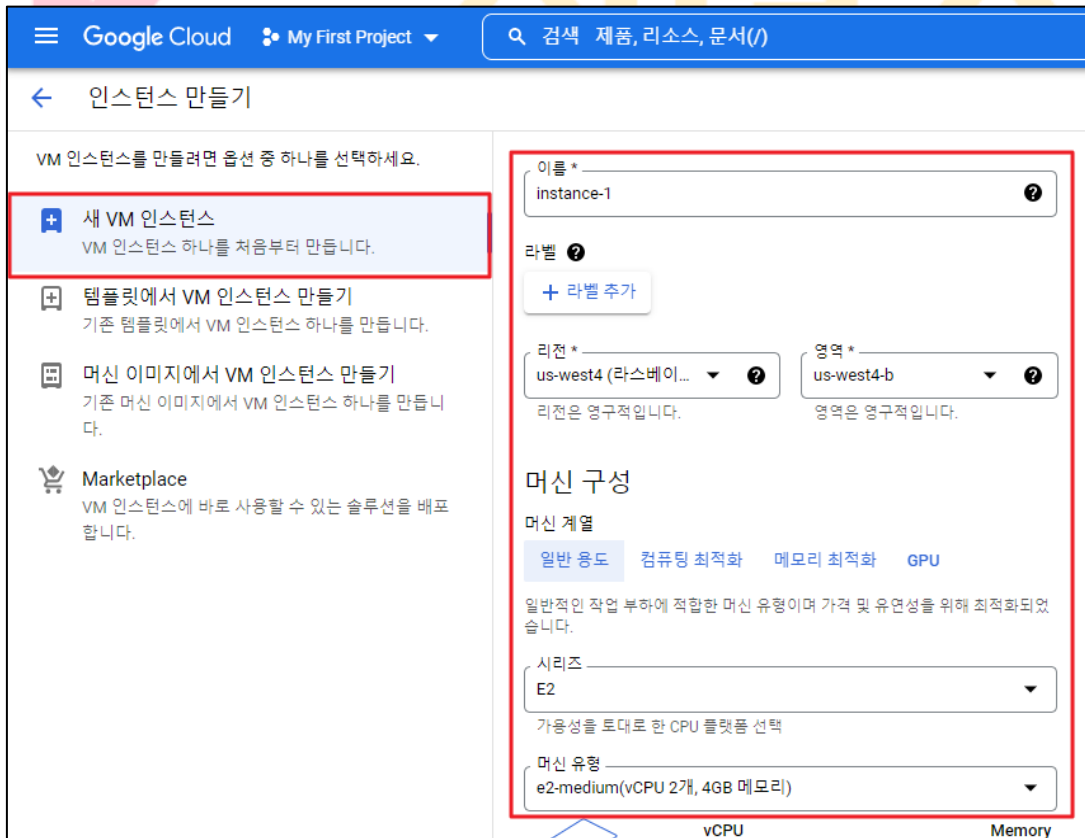 Google Cloud My First Project 검색 제품, 리소스, 문서(/)
인스턴스 만들기
VM 인스턴스를 만들려면 옵션 중 하나를 선택하세요.
새 VM 인스턴스
VM 인스턴스 하나를 처음부터 만듭니다.
템플릿에서 VM 인스턴스 만들기
기존 템플릿에서 VM 인스턴스 하나를 만듭니다.
머신 이미지에서 VM 인스턴스 만들기
기존 머신 이미지에서 VM 인스턴스 하나를 만듭니
다.
Marketplace
VM 인스턴스에 바로 사용할 수 있는 솔루션을 배포
합니다.
이름 *
instance-1
라벨
+ 라벨 추가
리전 *
us-west4 (라스베이...
리전은 영구적입니다.
영역 *
us-west4-b
영역은 영구적입니다.
머신 구성
머신 계열
일반 용도 컴퓨팅 최적화 메모리 최적화 GPU
일반적인 작업 부하에 적합한 머신 유형이며 가격 및 유연성을 위해 최적화되었
습니다.
시리즈
E2
가용성을 토대로 한 CPU 플랫폼 선택
머신 유형
e2-medium(vCPU 2개, 4GB 메모리)
vCPU Memory